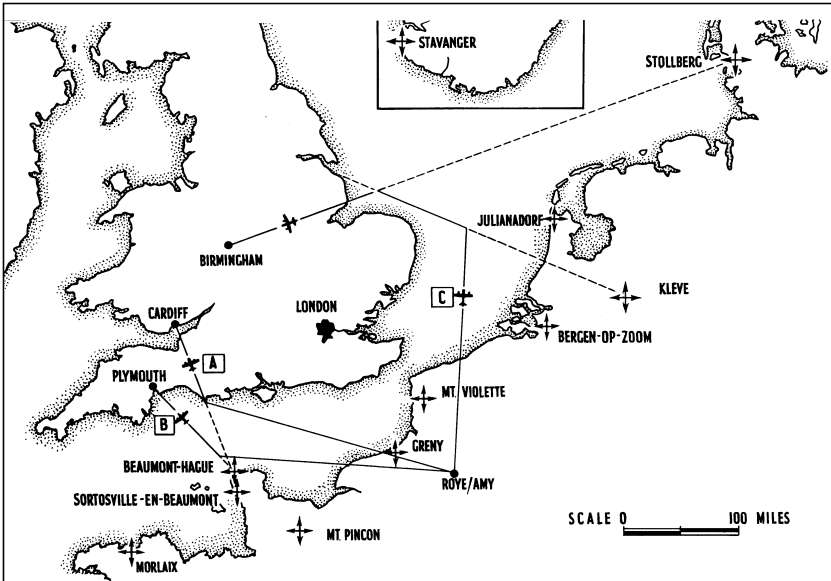 STAVANGER
STOLLBERG
JULIANADORF
BIRMINGHAM
KLEVE
C
LONDON
CARDIFF
BERGEN-OP-ZOOM
A
PLYMOUTH
MT. VIOLETTE
B
GRENY
BEAUMONT-HAGUE
ROYE/AMY
SORTOSVILLE-EN-BEAUMONT
SCALE 0 100 MILES
MT. PINCON
MORLAIX